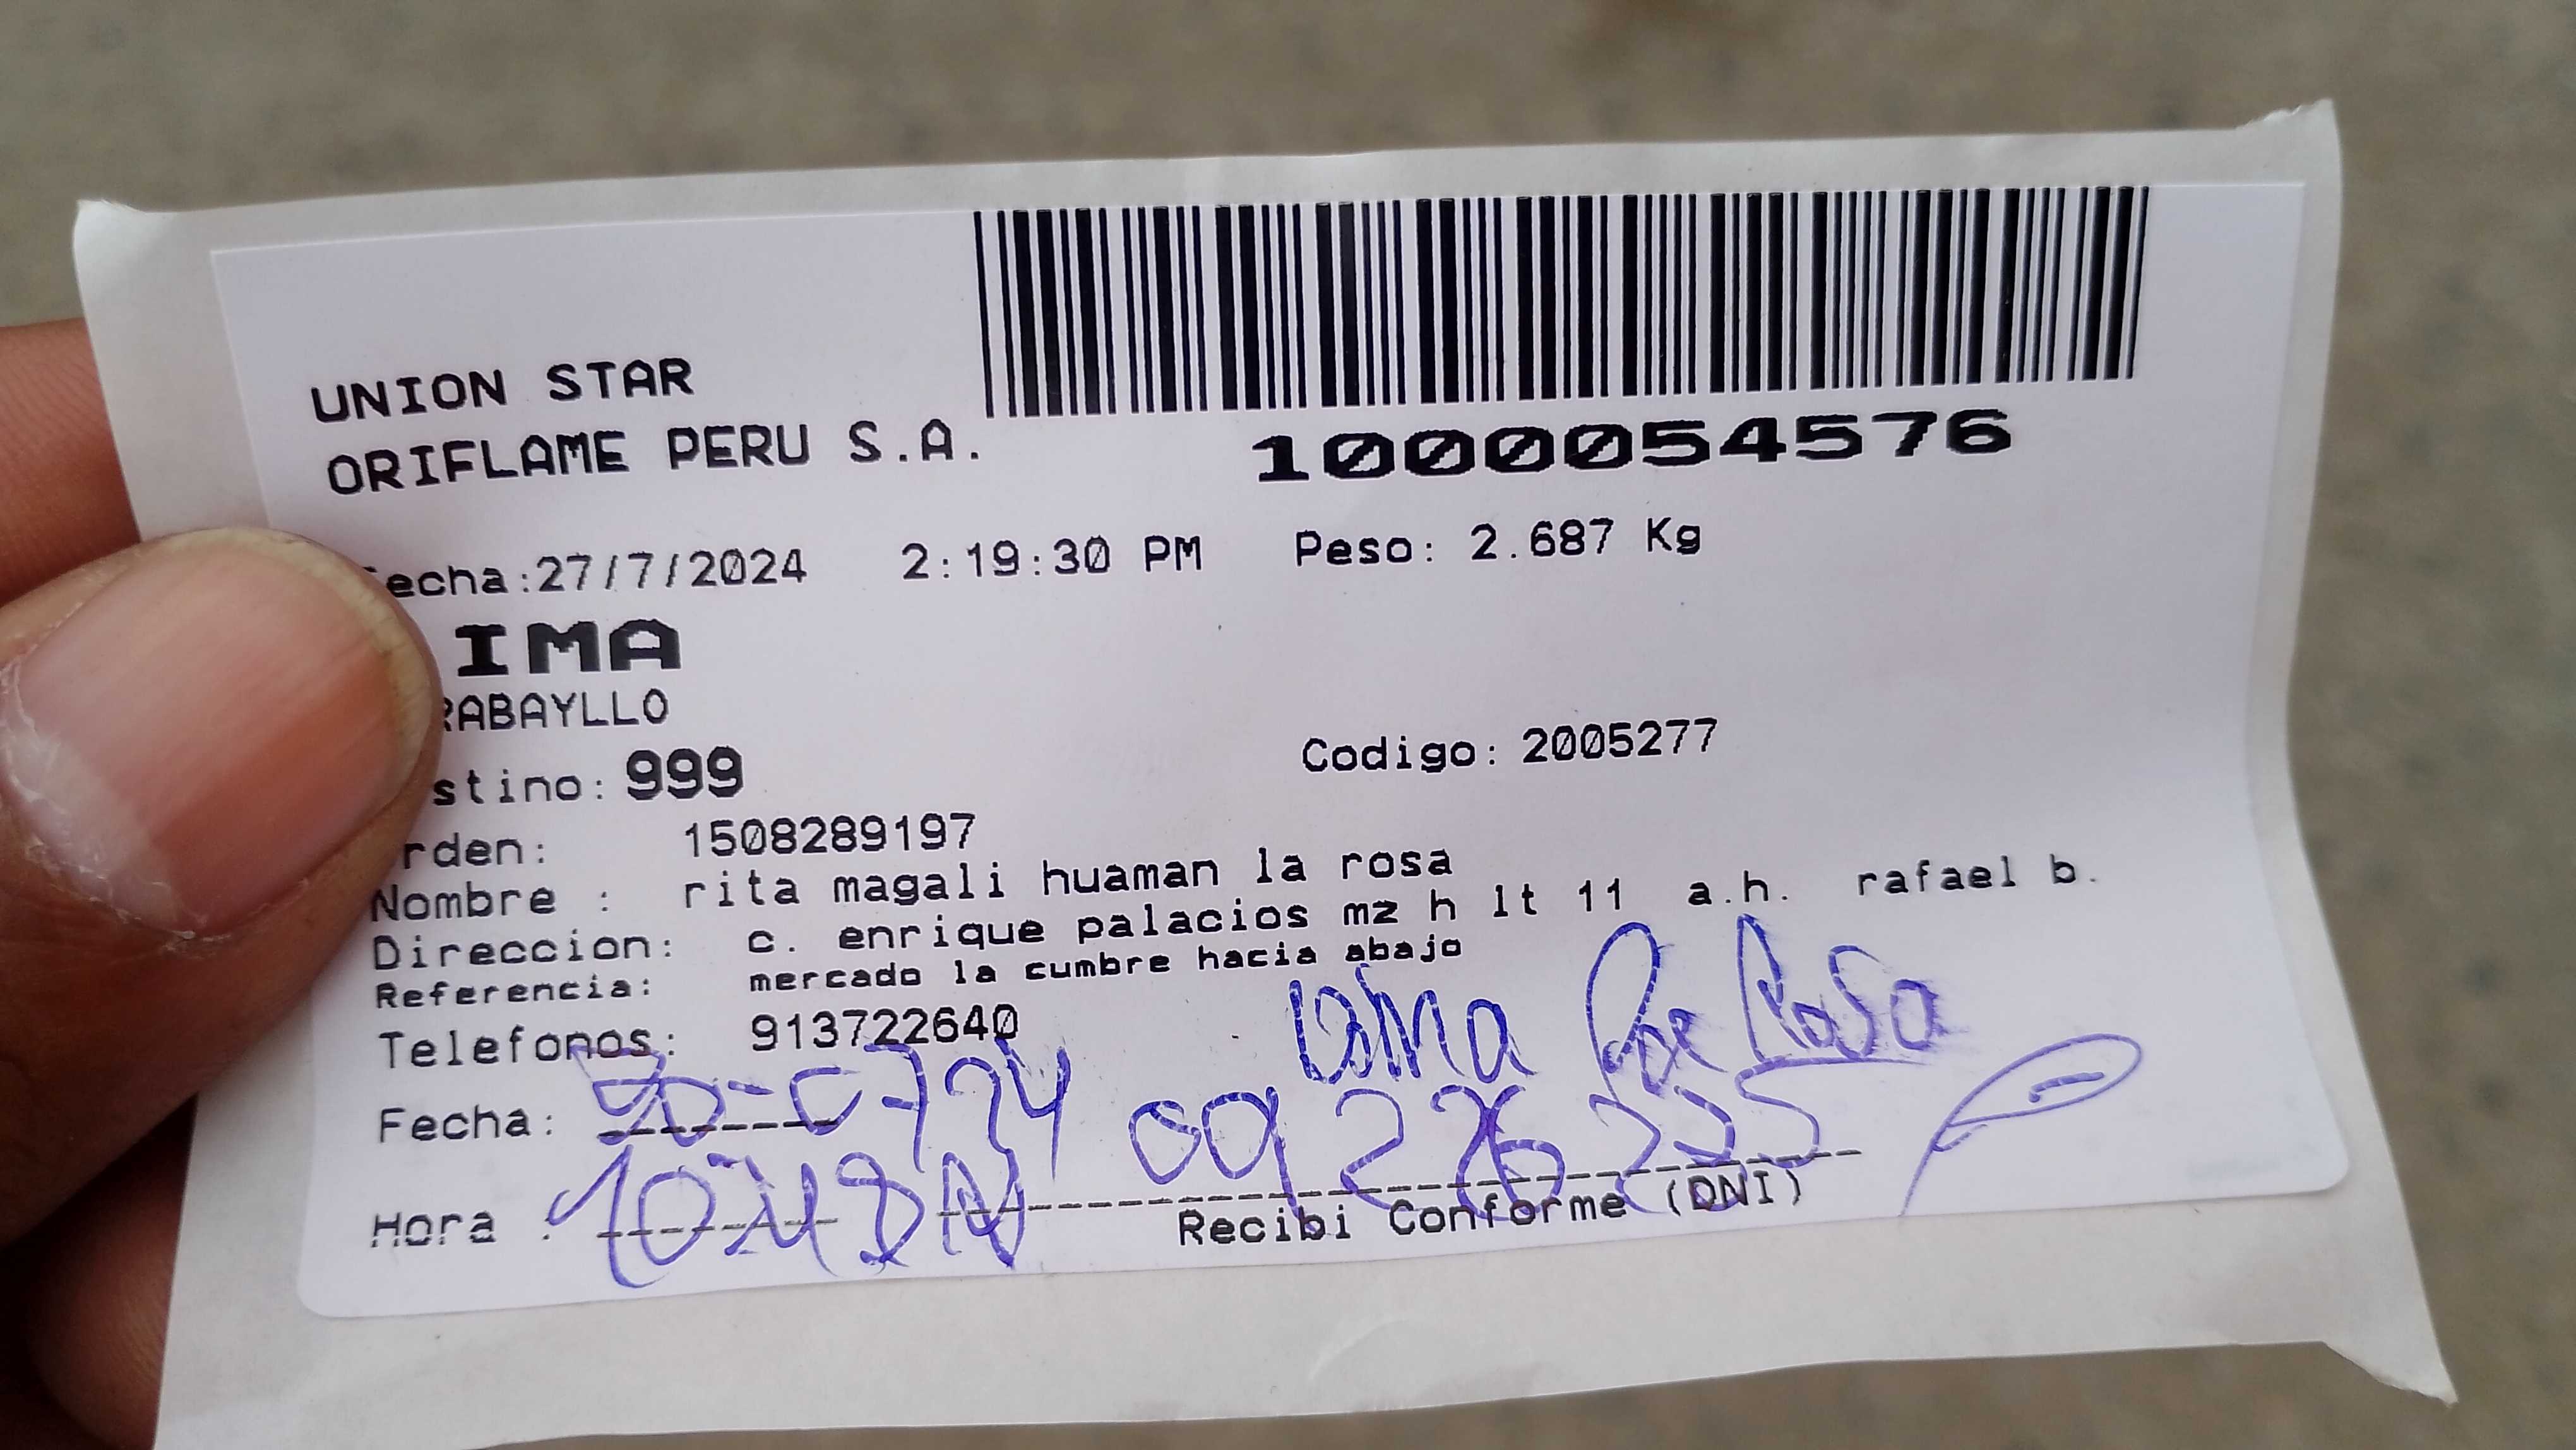 UNION STAR
ORIFLAME PERU S.A.
1000054576
echa:27/7/2024 2:19:30 PM Peso: 2.687 Kg
IMA
RABAYLLO
stino: 999 Codigo: 2005277
rden: 1508289197
Nombre : rita magali huaman la rosa
Direccion: c. enrique palacios mz h lt 11 a.h. rafael b.
Referencia: mercado la cumbre hacia abajo
Telefonos: 913722640
Rosa
Fecha:
Hora :
Recibi Conforme (DNI)